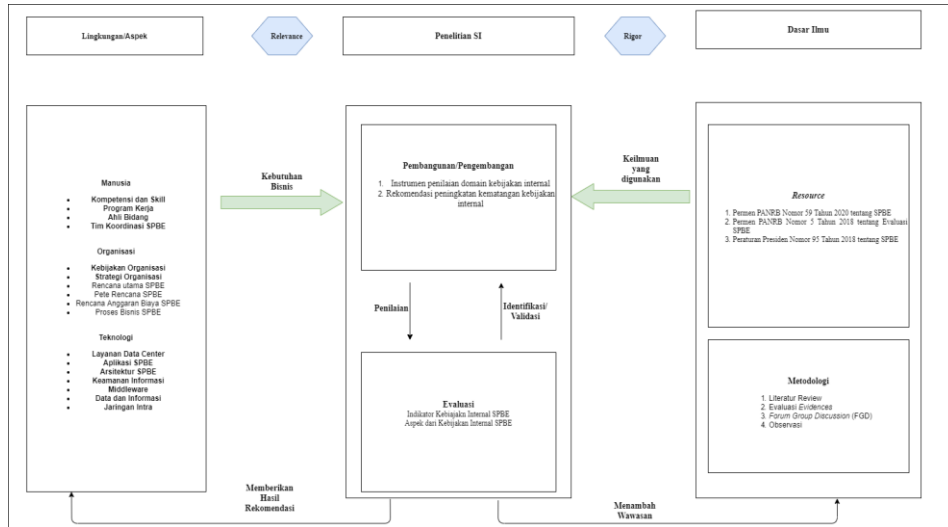 Lingkungan/Aspek
Relevance
Penelitian SI
Rigor
Dasar Ilmu
Manusia
Kompetensi dan Skill
Program Kerja
Ahli Bidang
Tim Koordinasi SPBE
Organisasi
Kebijakan Organisasi
Strategi Organisasi
Rencana utama SPBE
Pete Rencana SPBE
Rencana Anggaran Biaya SPBE
Proses Bisnis SPBE
Teknologi
Layanan Data Center
Aplikasi SPBE
Arsitektur SPBE
Keamanan Informasi
Middleware
Data dan Informasi
Jaringan Intra
Kebutuhan
Bisnis
Pembangunan/Pengembangan
1. Instrumen penilaian domain kebijakan internal
2. Rekomendasi peningkatan kematangan kebijakan
internal
Penilaian
Identifikasi/
Validasi
Evaluasi
Indikator Kebiajakn Internal SPBE
Aspek dari Kebijakan Internal SPBE
Keilmuan
yang
digunakan
Resource
1. Permen PANRB Nomor 59 Tahun 2020 tentang SPBE
2. Permen PANRB Nomor 5 Tahun 2018 tentang Evaluasi
SPBE
3. Peraturan Presiden Nomor 95 Tahun 2018 tentang SPBE
Metodologi
1. Literatur Review
2. Evaluasi Evidences
3. Forum Group Discussion (FGD)
4. Observasi
Memberikan
Hasil
Rekomendasi
Menambah
Wawasan